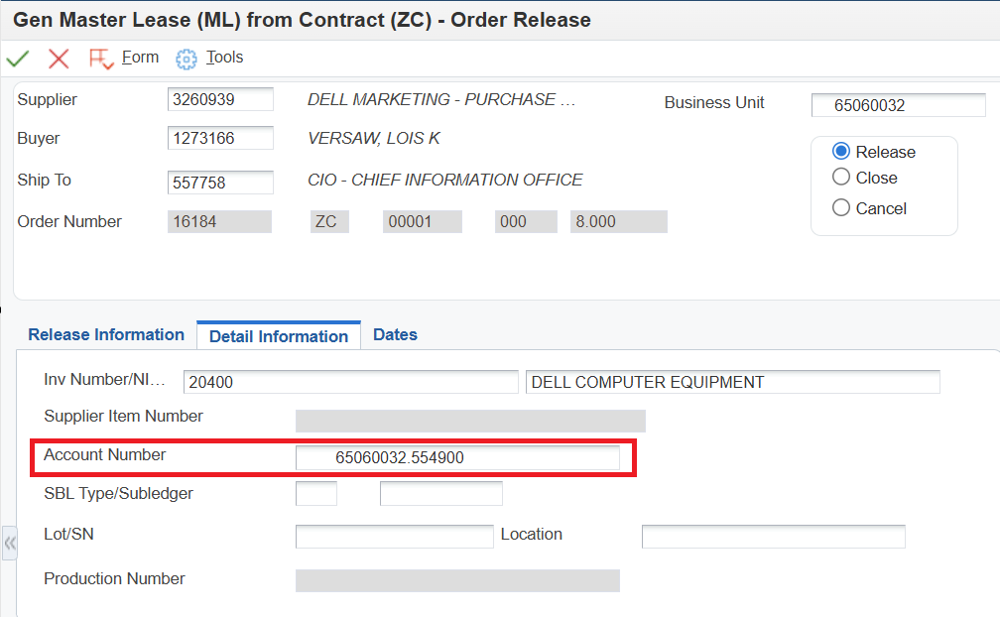 Gen Master Lease (ML) from Contract (ZC) - Order Release
Form Tools
Supplier 3260939 DELL MARKETING - PURCHASE ... Business Unit 65060032
Buyer 1273166 VERSAW, LOIS K
Release
Ship To 557758 CIO - CHIEF INFORMATION OFFICE
Close
Order Number 16184 ZC 00001 000 8.000
Cancel
Release Information Detail Information Dates
Inv Number/NI... 20400 DELL COMPUTER EQUIPMENT
Supplier Item Number
Account Number 65060032.554900
SBL Type/Subledger
Lot/SN Location
Production Number